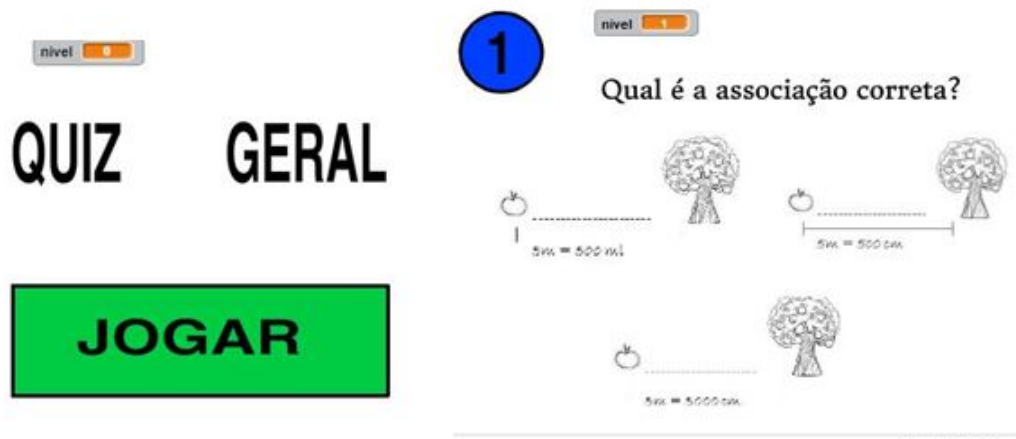 nivel 0
QUIZ GERAL
JOGAR
1
nivel 1
Qual é a associação correta?
5m = 500 ml
5m = 500 cm
5m = 5000 cm